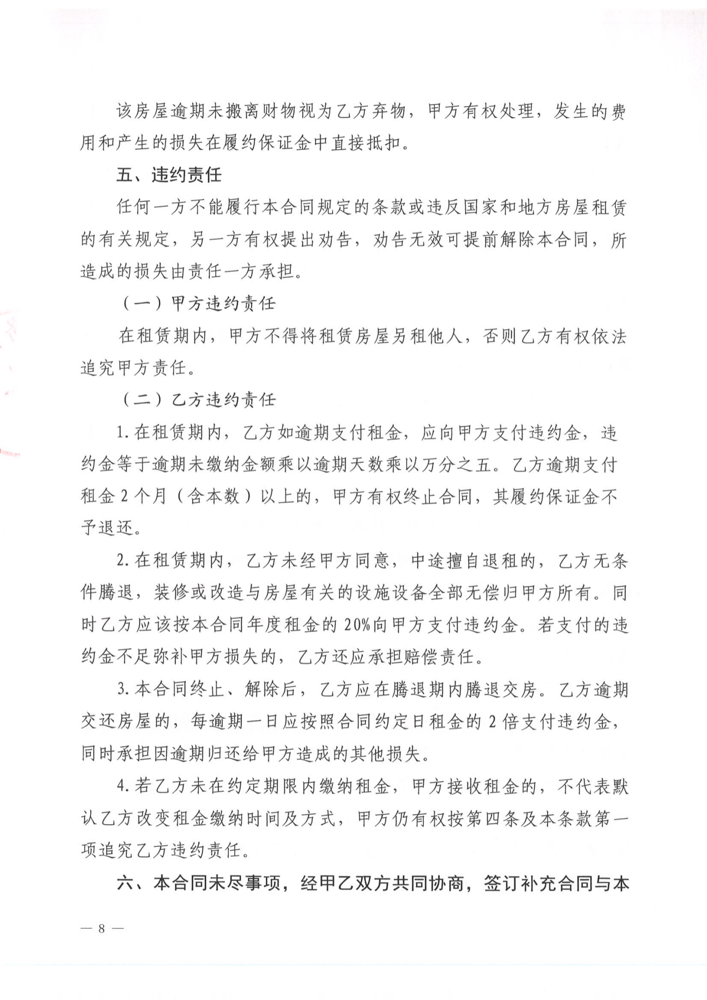 该房屋逾期未搬离财物视为乙方弃物，甲方有权处理，发生的费
用和产生的损失在履约保证金中直接抵扣。
五、违约责任
任何一方不能履行本合同规定的条款或违反国家和地方房屋租赁
的有关规定，另一方有权提出劝告，劝告无效可提前解除本合同，所
造成的损失由责任一方承担。
（一）甲方违约责任
在租赁期内，甲方不得将租赁房屋另租他人，否则乙方有权依法
追究甲方责任。
（二）乙方违约责任
1.在租赁期内，乙方如逾期支付租金，应向甲方支付违约金，违
约金等于逾期未缴纳金额乘以逾期天数乘以万分之五。乙方逾期支付
租金2个月（含本数）以上的，甲方有权终止合同，其履约保证金不
予退还。
2.在租赁期内，乙方未经甲方同意，中途擅自退租的，乙方无条
件腾退，装修或改造与房屋有关的设施设备全部无偿归甲方所有。同
时乙方应该按本合同年度租金的20%向甲方支付违约金。若支付的违
约金不足弥补甲方损失的，乙方还应承担赔偿责任。
3.本合同终止、解除后，乙方应在腾退期内腾退交房。乙方逾期
交还房屋的，每逾期一日应按照合同约定日租金的2倍支付违约金，
同时承担因逾期归还给甲方造成的其他损失。
4.若乙方未在约定期限内缴纳租金，甲方接收租金的，不代表默
认乙方改变租金缴纳时间及方式，甲方仍有权按第四条及本条款第一
项追究乙方违约责任。
六、本合同未尽事项，经甲乙双方共同协商，签订补充合同与本
— 8 —